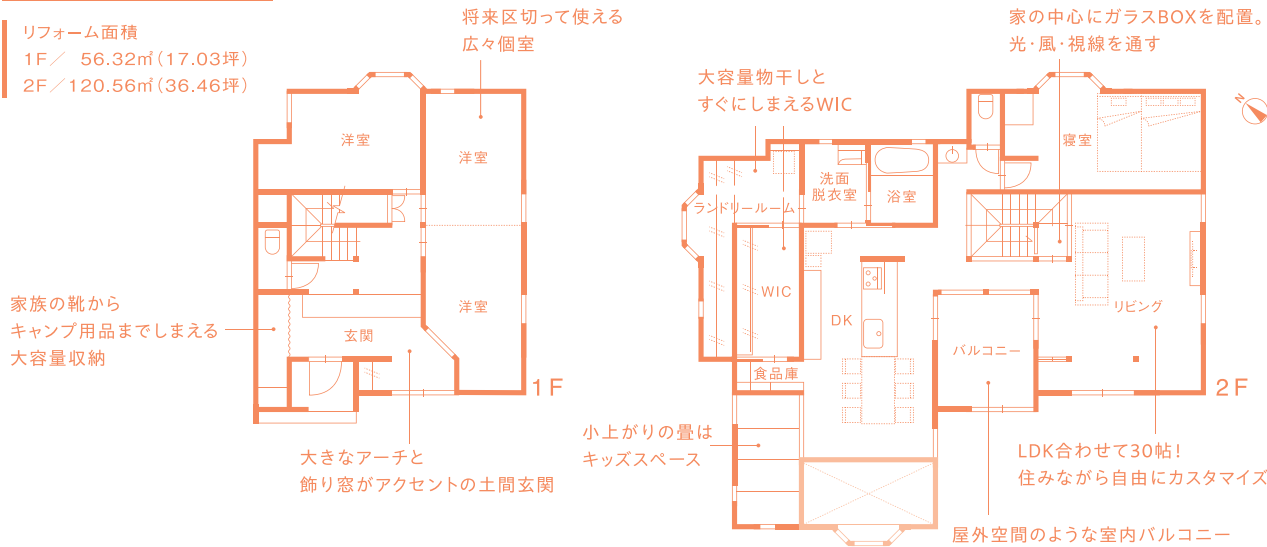 リフォーム面積
1F／ 56.32㎡(17.03坪)
2F／120.56㎡(36.46坪)
将来区切って使える
広々個室
洋室
洋室
洋室
玄関
家族の靴から
キャンプ用品までしまえる
大容量収納
大きなアーチと
飾り窓がアクセントの土間玄関
1F
大容量物干しと
すぐにしまえるWIC
家の中心にガラスBOXを配置。
光・風・視線を通す
N
寝室
洗面
脱衣室
浴室
ランドリールーム
WIC
DK
リビング
バルコニー
食品庫
2F
小上がりの畳は
キッズスペース
LDK合わせて30帖！
住みながら自由にカスタマイズ
屋外空間のような室内バルコニー